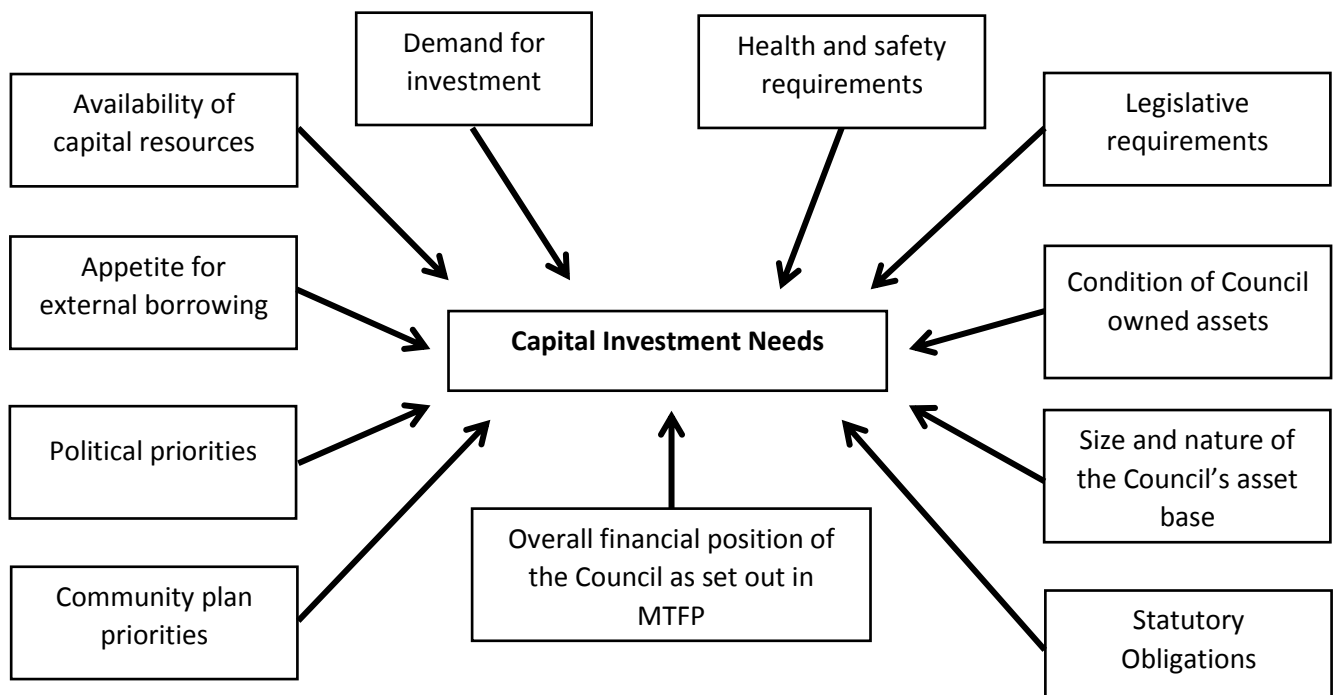 Demand for
investment
Health and safety
requirements
Availability of
capital resources
Legislative
requirements
Appetite for
external borrowing
Condition of Council
owned assets
Capital Investment Needs
Political priorities
Size and nature of
the Council’s asset
base
Overall financial position of
the Council as set out in
MTFP
Community plan
priorities
Statutory
Obligations